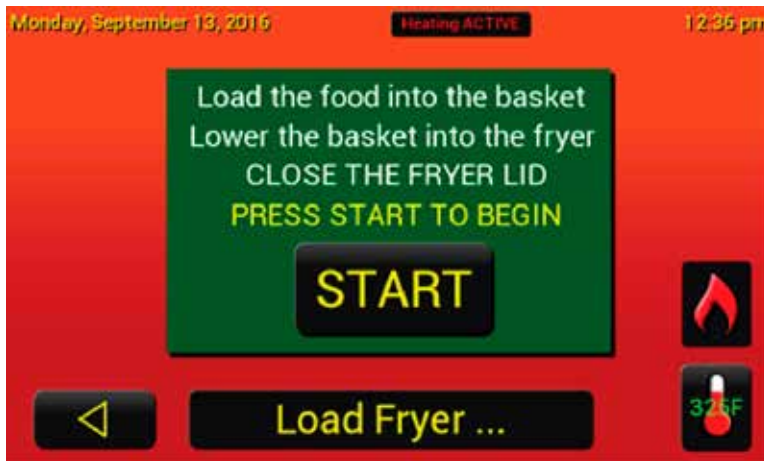 Monday, September 13, 2016
Heating ACTIVE
12:36 pm
Load the food into the basket
Lower the basket into the fryer
CLOSE THE FRYER LID
PRESS START TO BEGIN
START
Load Fryer ...
325F